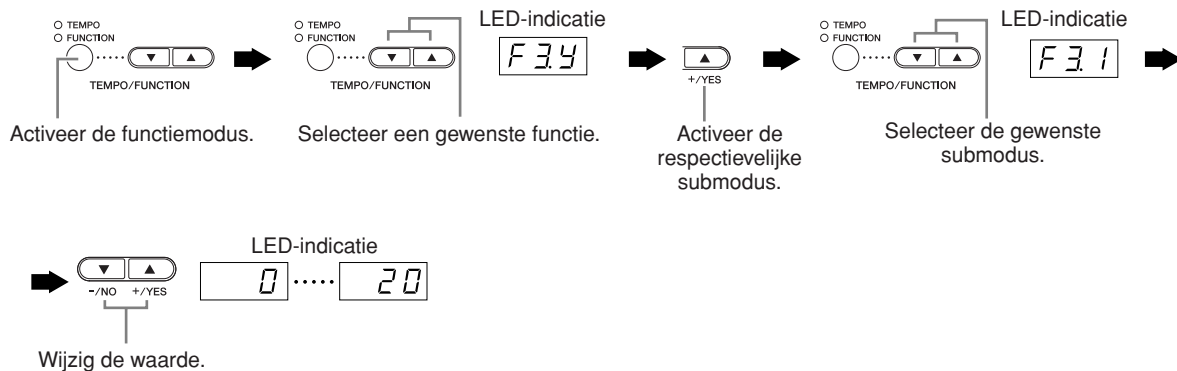 TEMPO
FUNCTION
TEMPO/FUNCTION
Activeer de functiemodus.
TEMPO
FUNCTION
TEMPO/FUNCTION
Selecteer een gewenste functie.
LED-indicatie
F 3.Y
+/YES
Activeer de
respectievelijke
submodus.
TEMPO
FUNCTION
TEMPO/FUNCTION
Selecteer de gewenste
submodus.
LED-indicatie
F 3.1
-/NO +/YES
Wijzig de waarde.
LED-indicatie
0 ..... 20